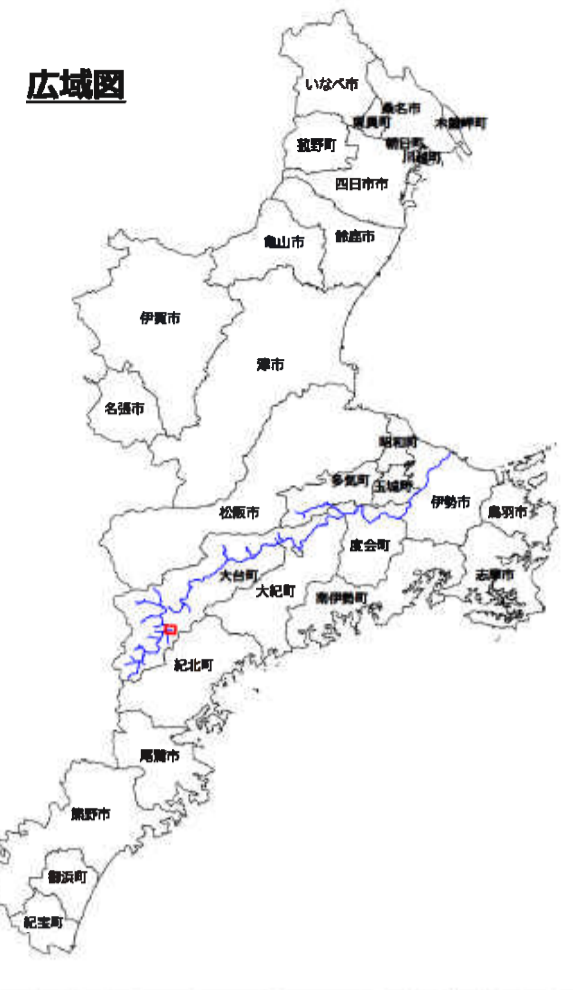 広域図
いなべ市
桑名市
東員町
木曽岬町
朝日町
川越町
菰野町
四日市市
亀山市
鈴鹿市
伊賀市
津市
名張市
多気町
玉城町
伊勢市
鳥羽市
松阪市
度会町
大台町
大紀町
志摩市
南伊勢町
紀北町
尾鷲市
熊野市
御浜町
紀宝町